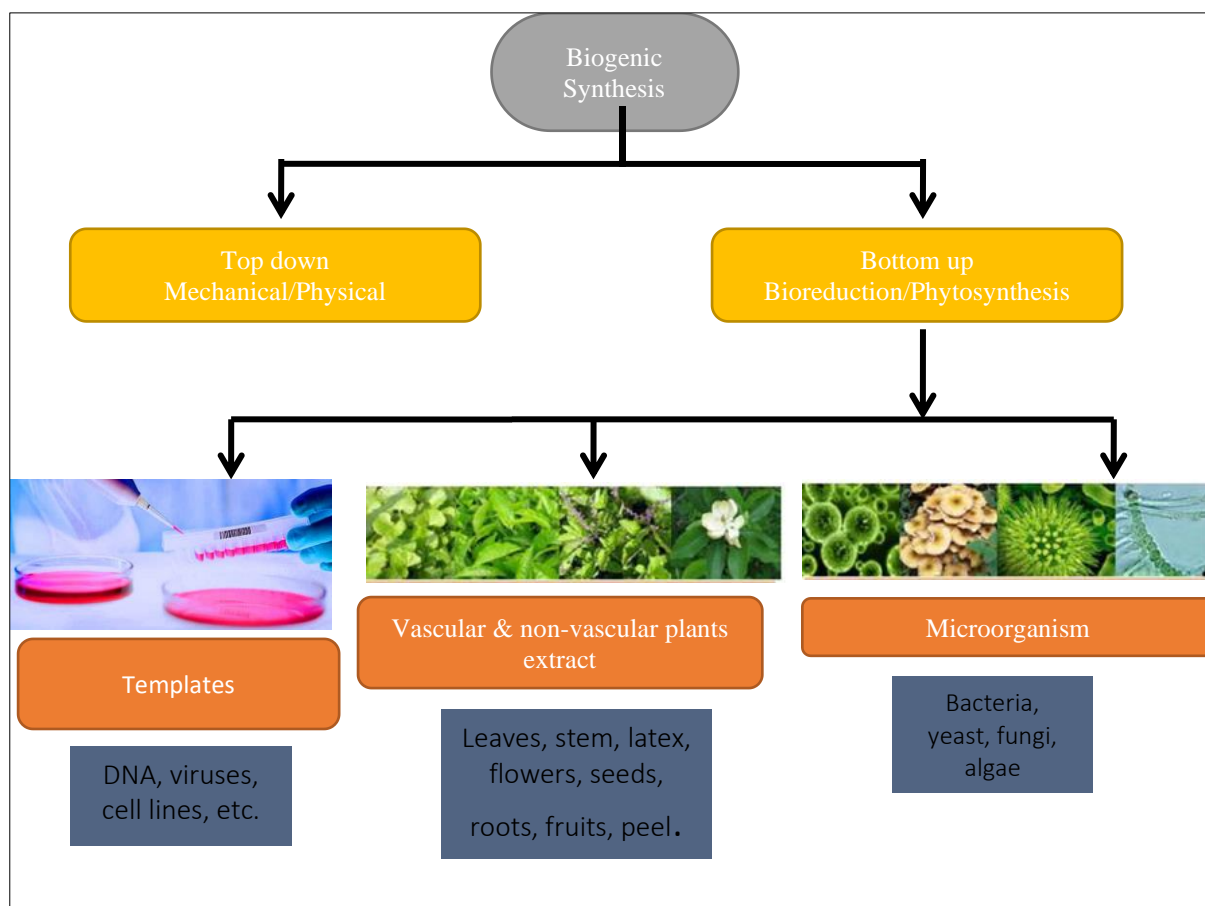 Biogenic
Synthesis
Top down
Mechanical/Physical
Bottom up
Bioreduction/Phytosynthesis
Templates
DNA, viruses,
cell lines, etc.
Vascular & non-vascular plants
extract
Leaves, stem, latex,
flowers, seeds,
roots, fruits, peel.
Microorganism
Bacteria,
yeast, fungi,
algae